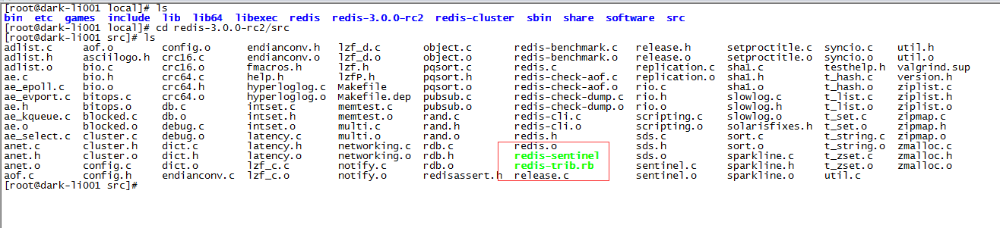 [root@dark-li001 local]# ls
bin etc games include lib lib64 libexec redis redis-3.0.0-rc2 redis-cluster sbin share software src
[root@dark-li001 local]# cd redis-3.0.0-rc2/src
[root@dark-li001 src]# ls
adlist.c aof.o config.o endianconv.h lzf_d.c object.c redis-benchmark.c release.h setproctitle.c syncio.c util.h
adlist.h asciilogo.h crc16.c endianconv.o lzf_d.o object.o redis-benchmark.o release.o setproctitle.o syncio.o util.o
adlist.o bio.c crc16.o fmacros.h lzf.h pqsort.c redis.c replication.c sha1.c testhelp.h valgrind.sup
ae.c bio.h crc64.c help.h lzfP.h pqsort.h redis-check-aof.c replication.o sha1.h t_hash.c version.h
ae_epoll.c bio.o crc64.h hyperloglog.c Makefile pqsort.o redis-check-aof.o rio.c sha1.o t_hash.o ziplist.c
ae_evport.c bitops.c crc64.o hyperloglog.o Makefile.dep pubsub.c redis-check-dump.c rio.h slowlog.c t_list.c ziplist.h
ae.h bitops.o db.c intset.c memtest.c pubsub.o redis-check-dump.o rio.o slowlog.h t_list.o ziplist.o
ae_kqueue.c blocked.c db.o intset.h memtest.o rand.c redis-cli.c scripting.c slowlog.o t_set.c zipmap.c
ae.o blocked.o debug.c intset.o multi.c rand.h redis-cli.o scripting.o solarisfixes.h t_set.o zipmap.h
ae_select.c cluster.c debug.o latency.c multi.o rand.o redis.h sds.c sort.c t_string.c zipmap.o
anet.c cluster.h dict.c latency.h networking.c rdb.c redis.o sds.h sort.o t_string.o zmalloc.c
anet.h cluster.o dict.h latency.o networking.o rdb.h redis-sentinel sds.o sparkline.c t_zset.c zmalloc.h
anet.o config.c dict.o lzf_c.c notify.c rdb.o redis-trib.rb sentinel.c sparkline.h t_zset.o zmalloc.o
aof.c config.h endianconv.c lzf_c.o notify.o redisassert.h release.c sentinel.o sparkline.o util.c
[root@dark-li001 src]#